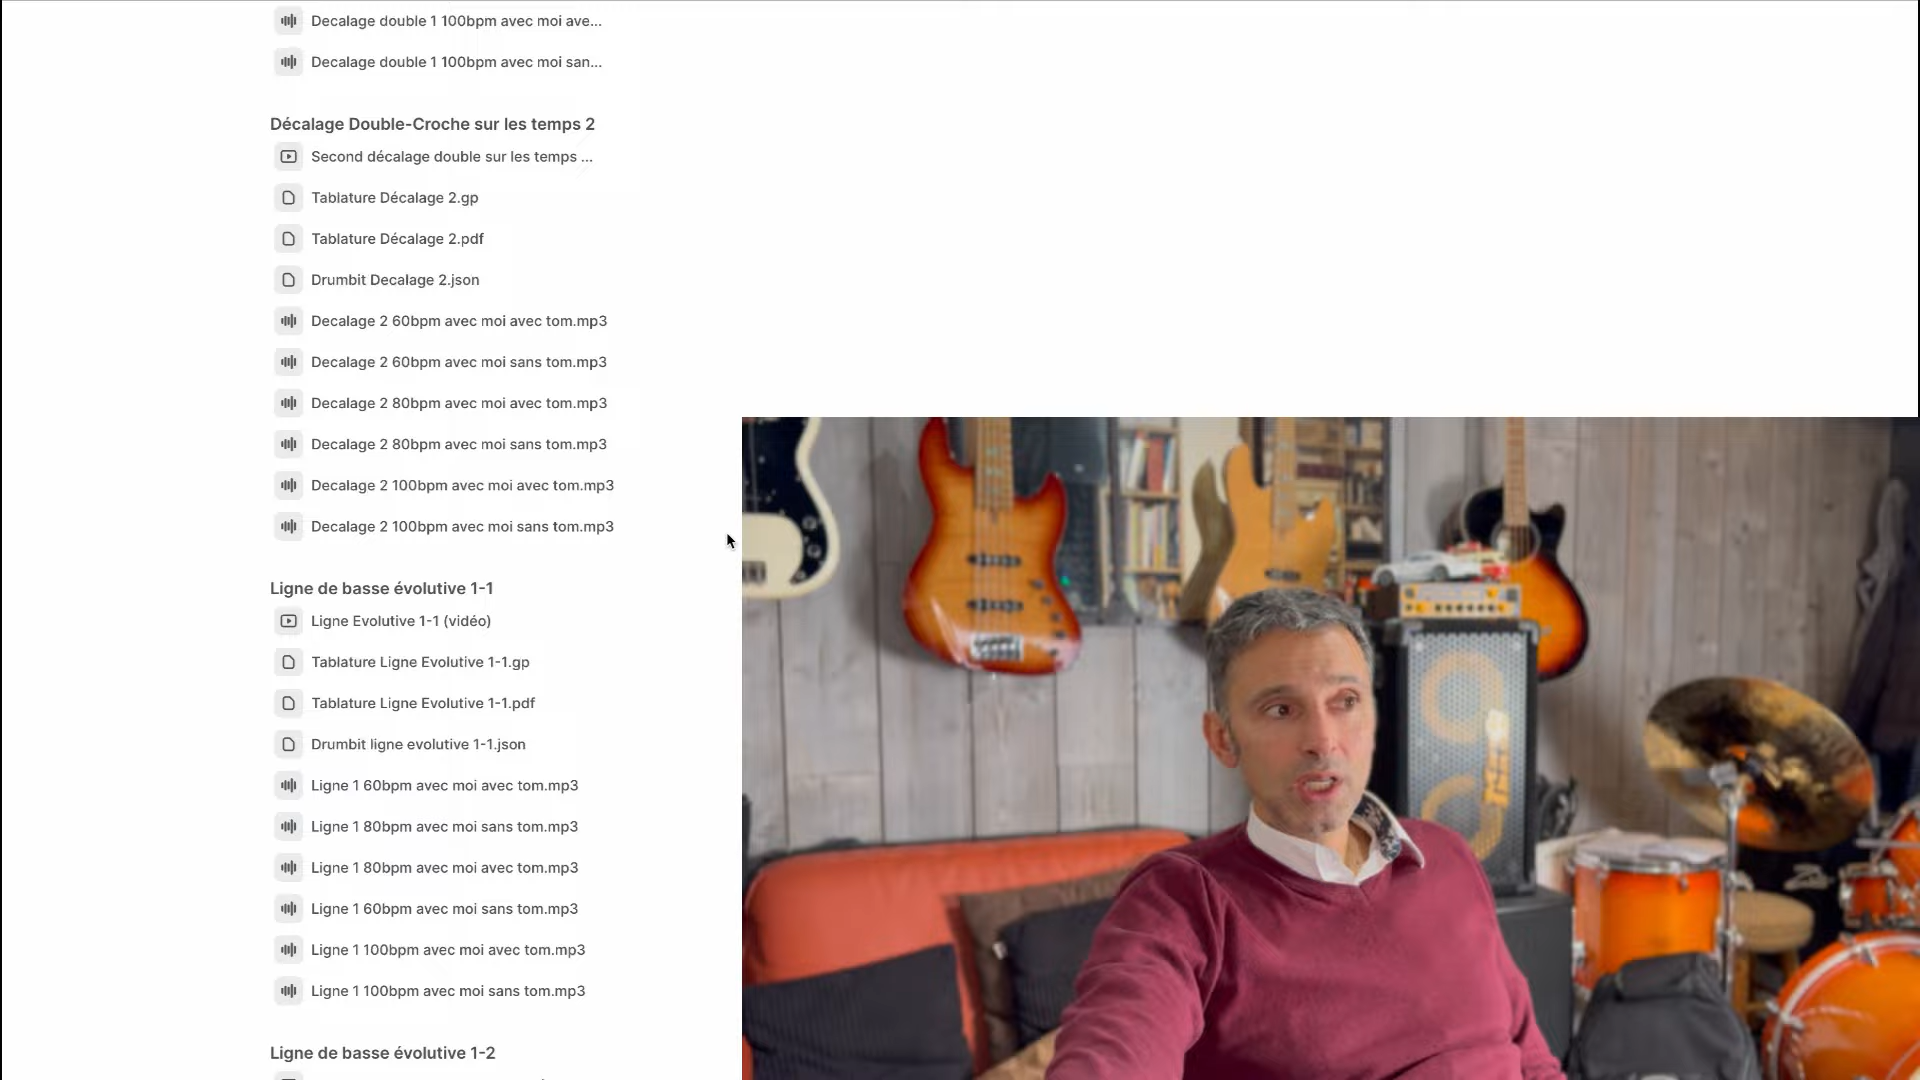 Decalage double 1 100bpm avec moi ave...
Decalage double 1 100bpm avec moi san...
Décalage Double-Croche sur les temps 2
Second décalage double sur les temps ...
Tablature Décalage 2.gp
Tablature Décalage 2.pdf
Drumbit Decalage 2.json
Decalage 2 60bpm avec moi avec tom.mp3
Decalage 2 60bpm avec moi sans tom.mp3
Decalage 2 80bpm avec moi avec tom.mp3
Decalage 2 80bpm avec moi sans tom.mp3
Decalage 2 100bpm avec moi avec tom.mp3
Decalage 2 100bpm avec moi sans tom.mp3
Ligne de basse évolutive 1-1
Ligne Evolutive 1-1 (vidéo)
Tablature Ligne Evolutive 1-1.gp
Tablature Ligne Evolutive 1-1.pdf
Drumbit ligne evolutive 1-1.json
Ligne 1 60bpm avec moi avec tom.mp3
Ligne 1 80bpm avec moi sans tom.mp3
Ligne 1 80bpm avec moi avec tom.mp3
Ligne 1 60bpm avec moi sans tom.mp3
Ligne 1 100bpm avec moi avec tom.mp3
Ligne 1 100bpm avec moi sans tom.mp3
Ligne de basse évolutive 1-2